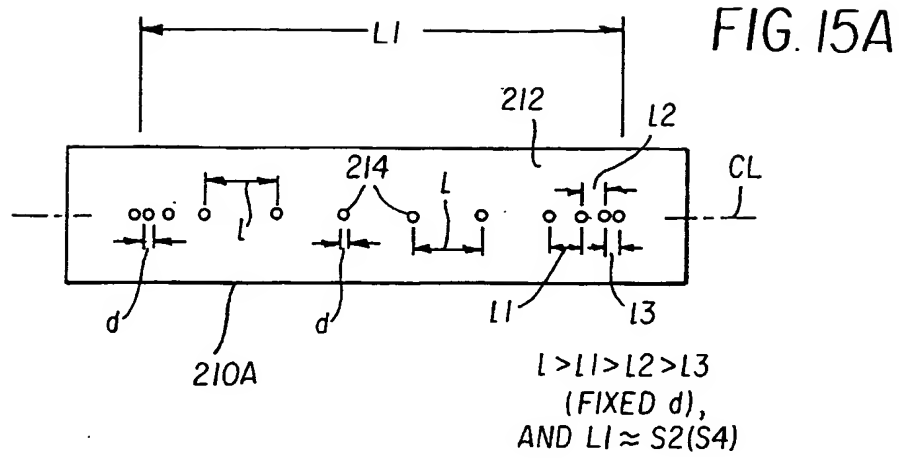 FIG. 15A
L1
212
l2
214
L
CL
l
d
d
l1
l3
210A
l>l1>l2>l3
(FIXED d),
AND L1≈S2(S4)